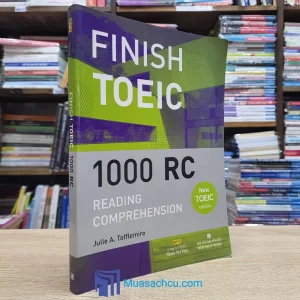 FINISH
TOEIC
1000 RC
READING
COMPREHENSION
Julie A. Tofflemire
New
TOEIC
FINISH TOEIC 1000 RC
Muasachcu.com